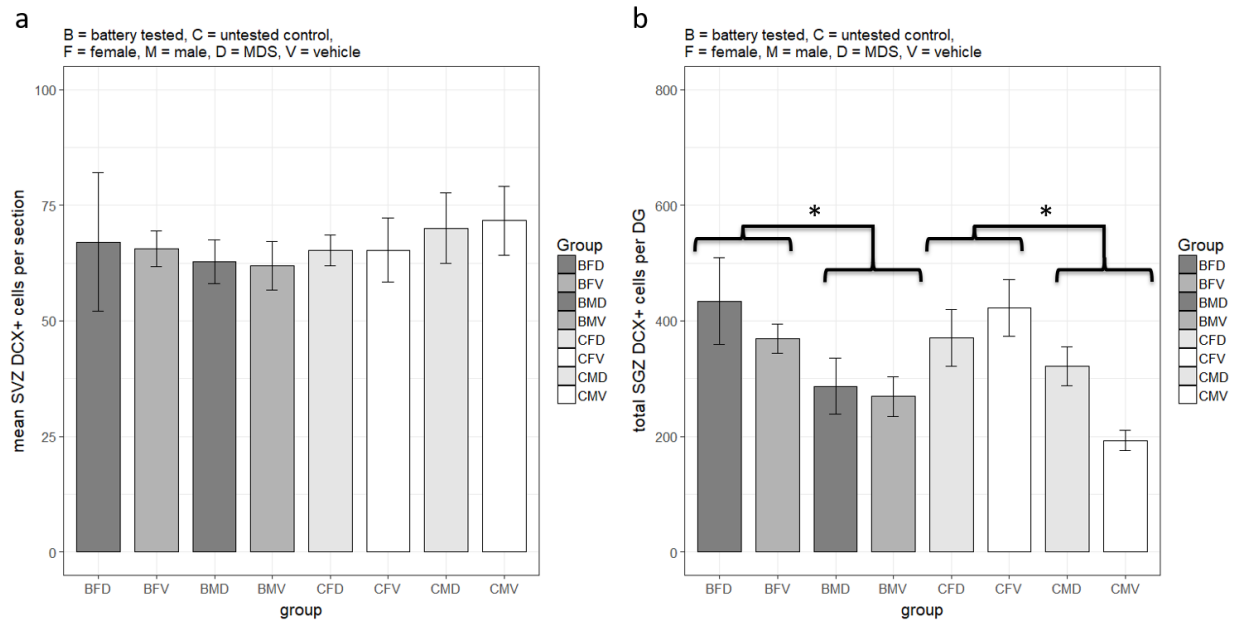 a
B = battery tested, C = untested control,
F = female, M = male, D = MDS, V = vehicle
mean SVZ DCX+ cells per section
100
75
50
25
0
BFD BFV BMD BMV CFD CFV CMD CMV
group
Group
BFD
BFV
BMD
BMV
CFD
CFV
CMD
CMV
b
B = battery tested, C = untested control,
F = female, M = male, D = MDS, V = vehicle
total SGZ DCX+ cells per DG
800
600
400
200
0
* *
BFD BFV BMD BMV CFD CFV CMD CMV
group
Group
BFD
BFV
BMD
BMV
CFD
CFV
CMD
CMV